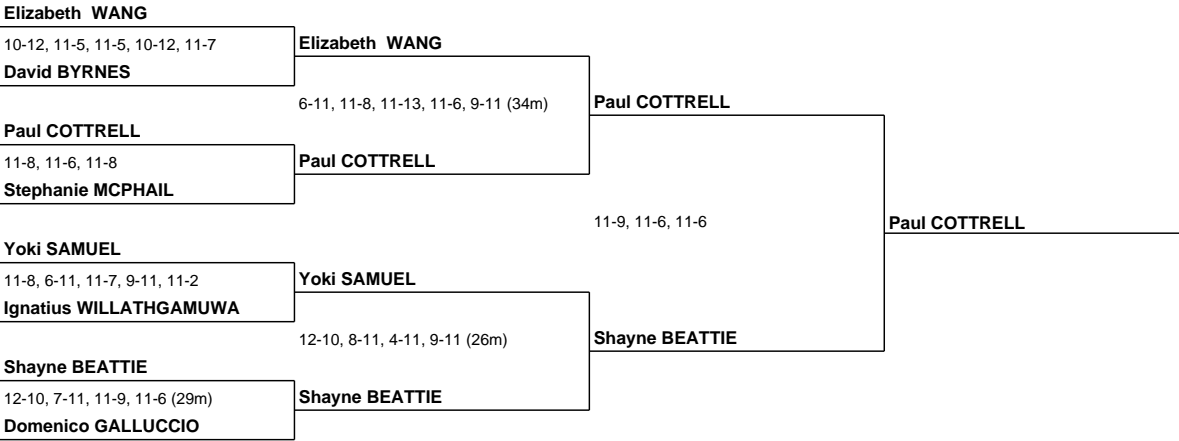 Elizabeth  WANG
10-12, 11-5, 11-5, 10-12, 11-7
David BYRNES
Paul COTTRELL
11-8, 11-6, 11-8
Stephanie MCPHAIL
Yoki SAMUEL
11-8, 6-11, 11-7, 9-11, 11-2
Ignatius WILLATHGAMUWA
Shayne BEATTIE
12-10, 7-11, 11-9, 11-6 (29m)
Domenico GALLUCCIO
Elizabeth  WANG
6-11, 11-8, 11-13, 11-6, 9-11 (34m)
Paul COTTRELL
Yoki SAMUEL
12-10, 8-11, 4-11, 9-11 (26m)
Shayne BEATTIE
Paul COTTRELL
11-9, 11-6, 11-6
Shayne BEATTIE
Paul COTTRELL